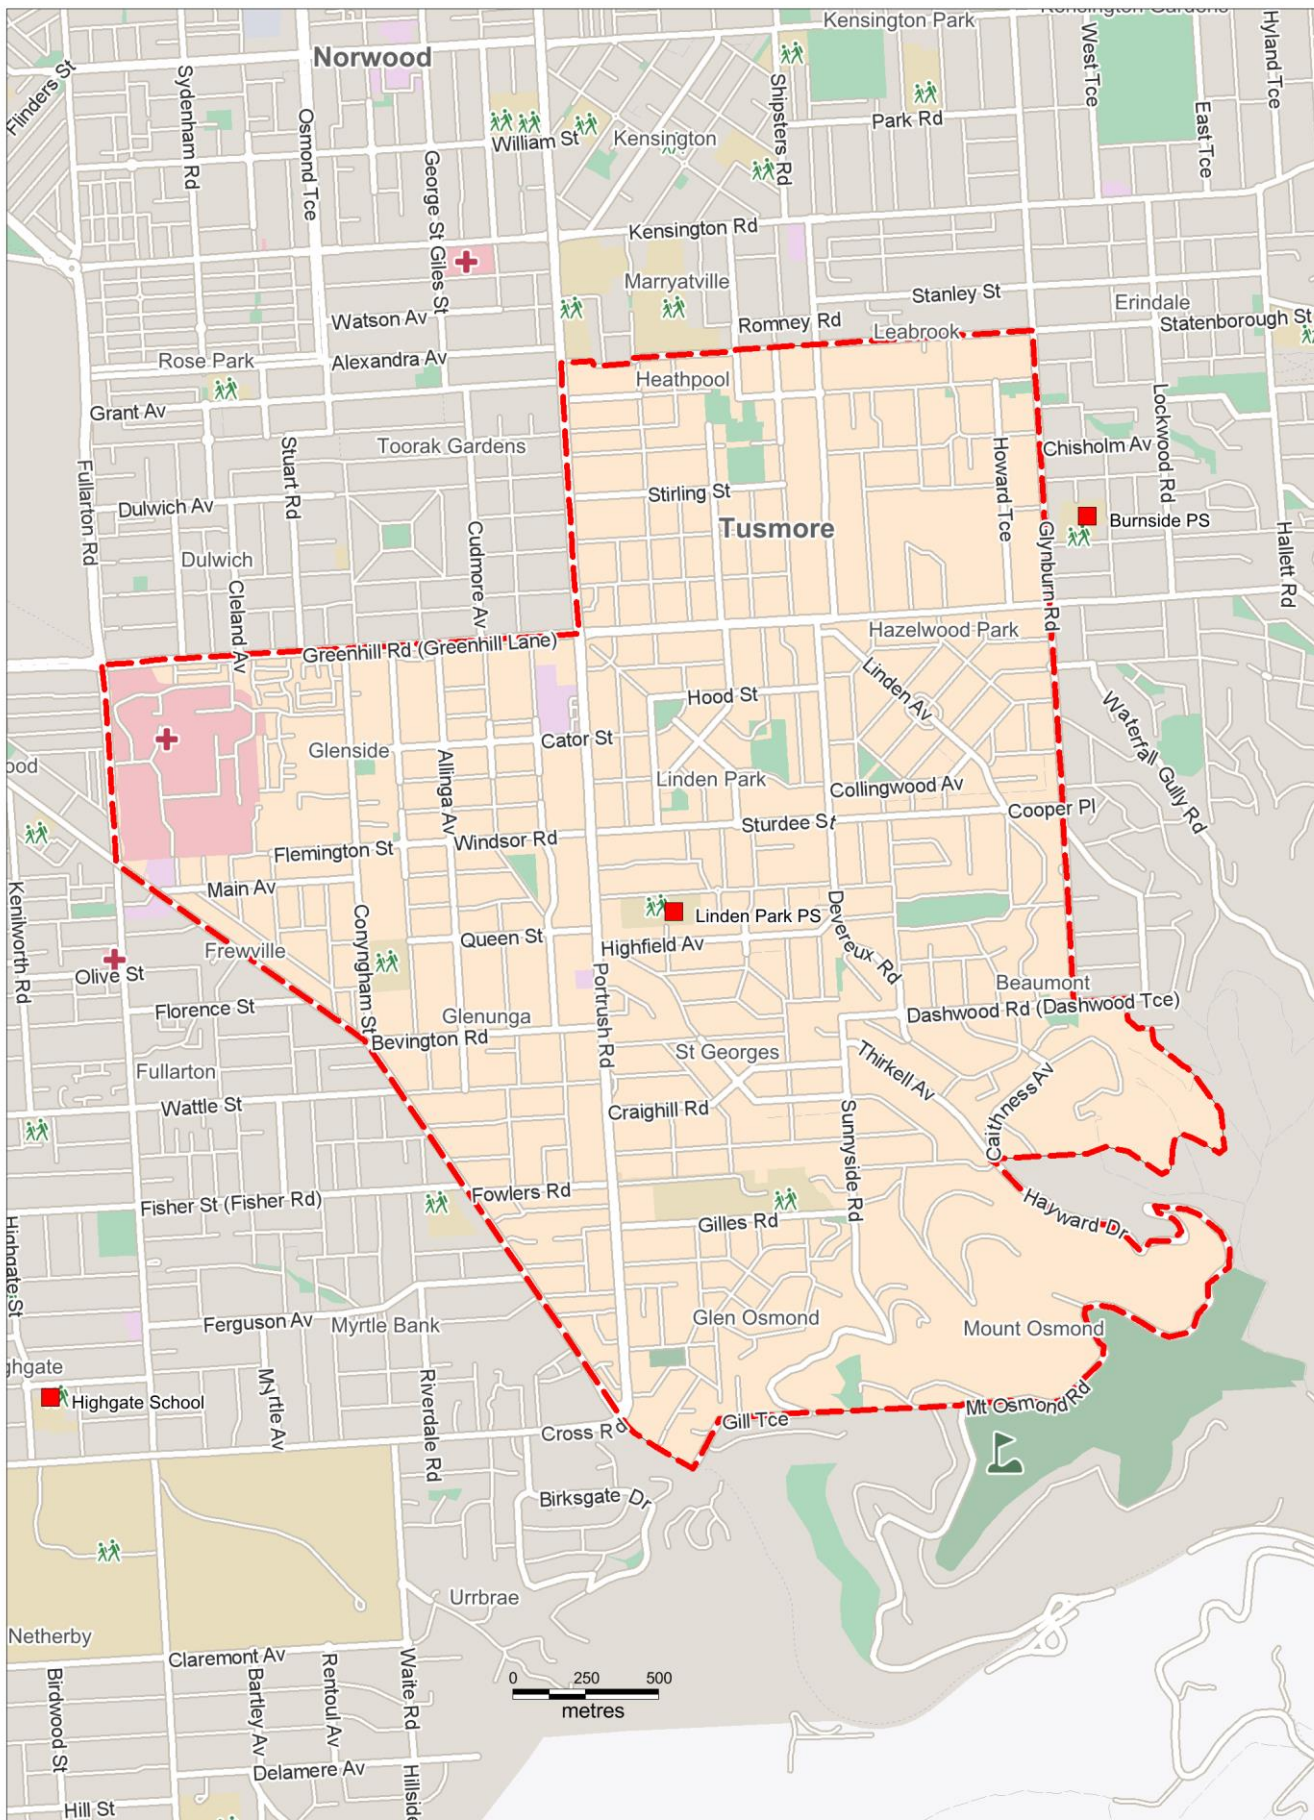 Kensington Park
Norwood
Flinders St
Sydenham Rd
Osmond Tce
George St
Giles St
William St
Kensington
Shipsters Rd
Park Rd
West Tce
East Tce
Hyland Tce
Kensington Rd
Marryatville
Stanley St
Erindale
Statenborough St
Watson Av
Romney Rd
Leabrook
Rose Park
Alexandra Av
Heathpool
Grant Av
Toorak Gardens
Stuart Rd
Howard Tce
Chisholm Av
Lockwood Rd
Fullarton Rd
Dulwich Av
Stirling St
Tusmore
Burnside PS
Dulwich
Cleland Av
Cudmore Av
Glynburn Rd
Hallett Rd
Greenhill Rd (Greenhill Lane)
Hazelwood Park
Hood St
Linden Av
Waterfall Gully Rd
Glenside
Allinga Av
Cator St
ood
Linden Park
Collingwood Av
Cooper Pl
Flemington St
Windsor Rd
Sturdee St
Main Av
Kenilworth Rd
Conyngham St
Linden Park PS
Devereux Rd
Frewville
Queen St
Highfield Av
Olive St
Portrush Rd
Beaumont
Florence St
Glenunga
Dashwood Rd (Dashwood Tce)
Bevington Rd
St Georges
Thirkell Av
Fullarton
Caithness Av
Wattle St
Craighill Rd
Sunnyside Rd
Fisher St (Fisher Rd)
Fowlers Rd
Gilles Rd
Hayward Dr
Highgate St
Ferguson Av
Myrtle Bank
Glen Osmond
Mount Osmond
ghgate
Highgate School
Myrtle Av
Riverdale Rd
Cross Rd
Gill Tce
Mt Osmond Rd
Birksgate Dr
Urrbrae
Netherby
Claremont Av
Birdwood St
Bartley Av
Rentoul Av
Waite Rd
0 250 500
metres
Delamere Av
Hillside
Hill St